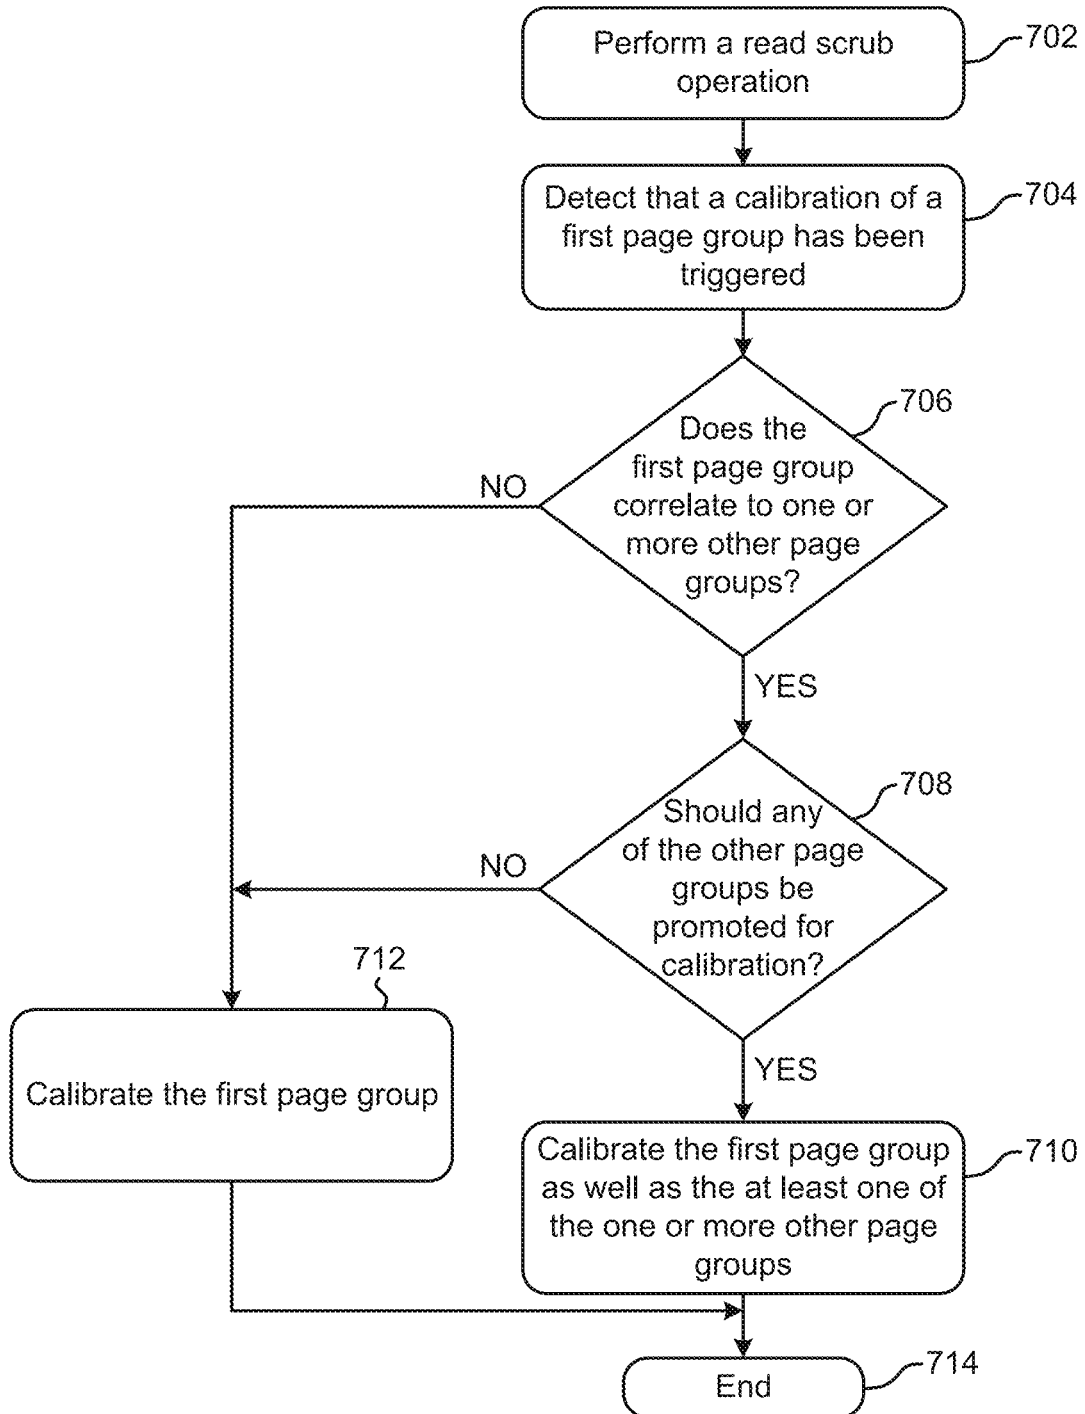 Perform a read scrub
operation
702
Detect that a calibration of a
first page group has been
triggered
704
706
Does the
first page group
correlate to one or
more other page
groups?
NO
YES
708
Should any
of the other page
groups be
promoted for
calibration?
NO
YES
712
Calibrate the first page group
Calibrate the first page group
as well as the at least one of
the one or more other page
groups
710
End
714